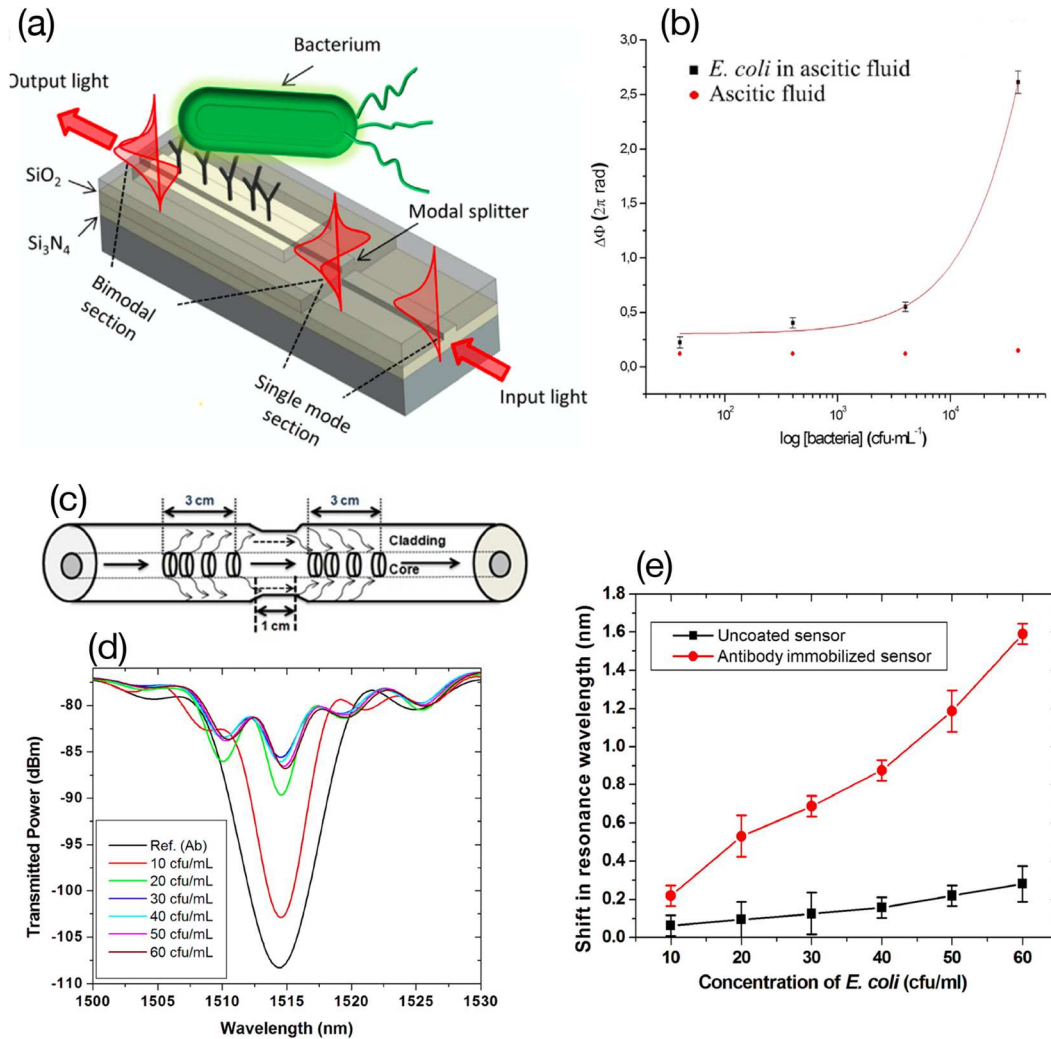 (a)
Bacterium
Output light
SiO2
Si3N4
Modal splitter
Bimodal
section
Single mode
section
Input light
(b)
E. coli in ascitic fluid
Ascitic fluid
3,0
2,5
2,0
1,5
1,0
0,5
0,0
ΔΦ (2π rad)
10^2
10^3
10^4
log [bacteria] (cfu·mL^-1)
(c)
3 cm
3 cm
Cladding
Core
1 cm
(d)
-80
-85
-90
-95
-100
-105
-110
Transmitted Power (dBm)
Ref. (Ab)
10 cfu/mL
20 cfu/mL
30 cfu/mL
40 cfu/mL
50 cfu/mL
60 cfu/mL
1500 1505 1510 1515 1520 1525 1530
Wavelength (nm)
(e)
1.8
1.6
1.4
1.2
1.0
0.8
0.6
0.4
0.2
0.0
Shift in resonance wavelength (nm)
Uncoated sensor
Antibody immobilized sensor
10 20 30 40 50 60
Concentration of E. coli (cfu/ml)